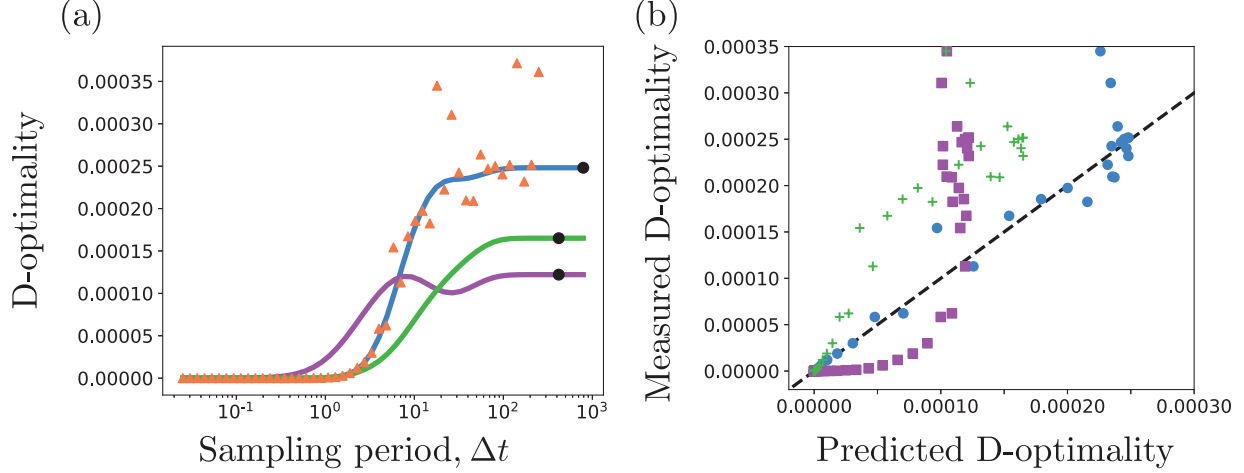 (a)
D-optimality
0.00035
0.00030
0.00025
0.00020
0.00015
0.00010
0.00005
0.00000
10⁻¹ 10⁰ 10¹ 10² 10³
Sampling period, Δt
(b)
Measured D-optimality
0.00035
0.00030
0.00025
0.00020
0.00015
0.00010
0.00005
0.00000
0.00000 0.00010 0.00020 0.00030
Predicted D-optimality